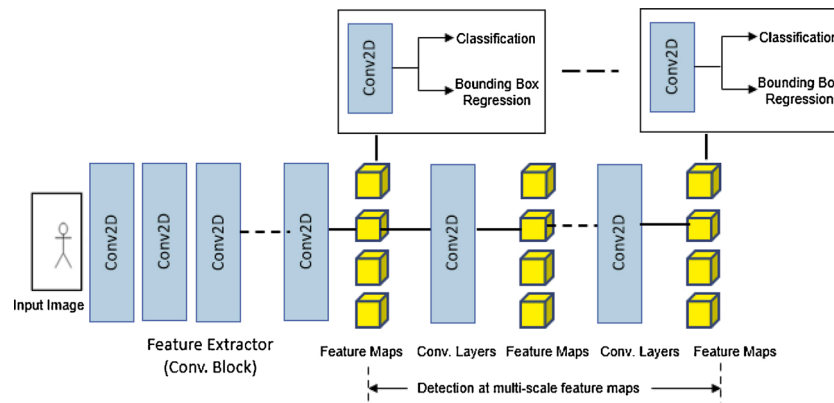 Conv2D
Classification
Bounding Box
Regression
Conv2D
Classification
Bounding Box
Regression
Conv2D
Conv2D
Conv2D
Conv2D
Conv2D
Conv2D
Input Image
Feature Extractor
(Conv. Block)
Feature Maps
Conv. Layers
Feature Maps
Conv. Layers
Feature Maps
Detection at multi-scale feature maps